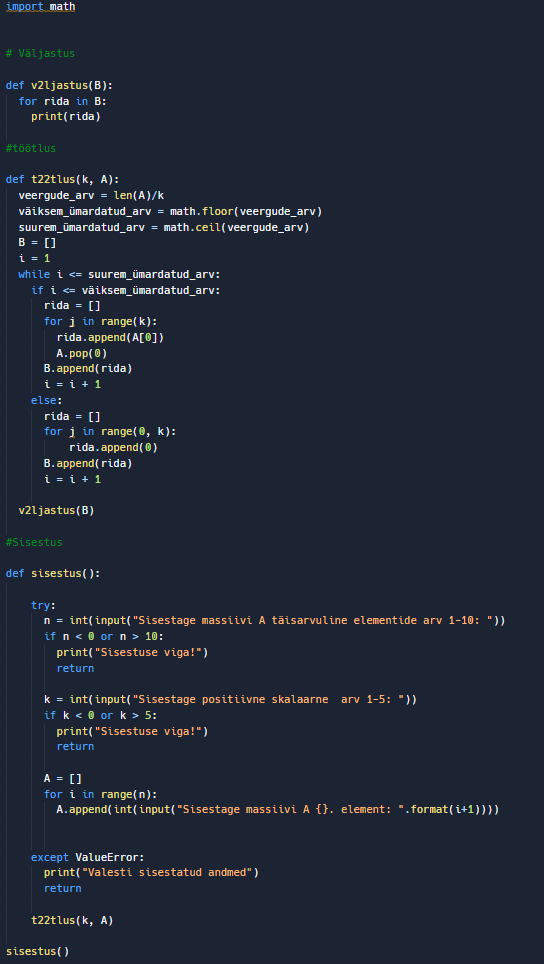 import math
# Väljastus
def v2ljastus(B):
  for rida in B:
    print(rida)
#töötlus
def t22tlus(k, A):
  veergude_arv = len(A)/k
  väiksem_ümardatud_arv = math.floor(veergude_arv)
  suurem_ümardatud_arv = math.ceil(veergude_arv)
  B = []
  i = 1
  while i <= suurem_ümardatud_arv:
    if i <= väiksem_ümardatud_arv:
      rida = []
      for j in range(k):
        rida.append(A[0])
        A.pop(0)
      B.append(rida)
      i = i + 1
    else:
      rida = []
      for j in range(0, k):
          rida.append(0)
      B.append(rida)
      i = i + 1
  v2ljastus(B)
#Sisestus
def sisestus():
    try:
      n = int(input("Sisestage massiivi A täisarvuline elementide arv 1-10: "))
      if n < 0 or n > 10:
        print("Sisestuse viga!")
        return
      k = int(input("Sisestage positiivne skalaarne  arv 1-5: "))
      if k < 0 or k > 5:
        print("Sisestuse viga!")
        return
      A = []
      for i in range(n):
        A.append(int(input("Sisestage massiivi A {}. element: ".format(i+1))))
    except ValueError:
      print("Valesti sisestatud andmed")
      return
    t22tlus(k, A)
sisestus()